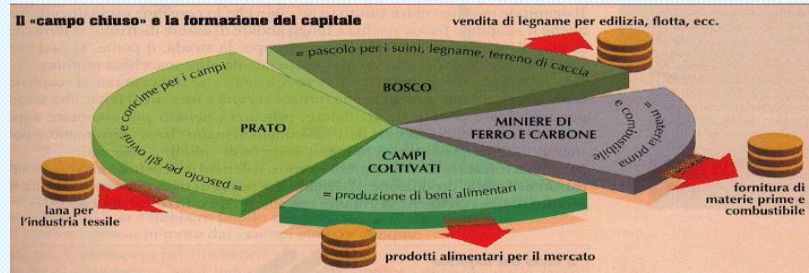 Il «campo chiuso» e la formazione del capitale
vendita di legname per edilizia, flotta, ecc.
= pascolo per i suini, legname, terreno di caccia
BOSCO
= pascolo per gli ovini e concime per i campi
PRATO
MINIERE DI
FERRO E CARBONE
= materia prima
e combustibile
CAMPI
COLTIVATI
= produzione di beni alimentari
lana per
l'industria tessile
fornitura di
materie prime e
combustibile
prodotti alimentari per il mercato